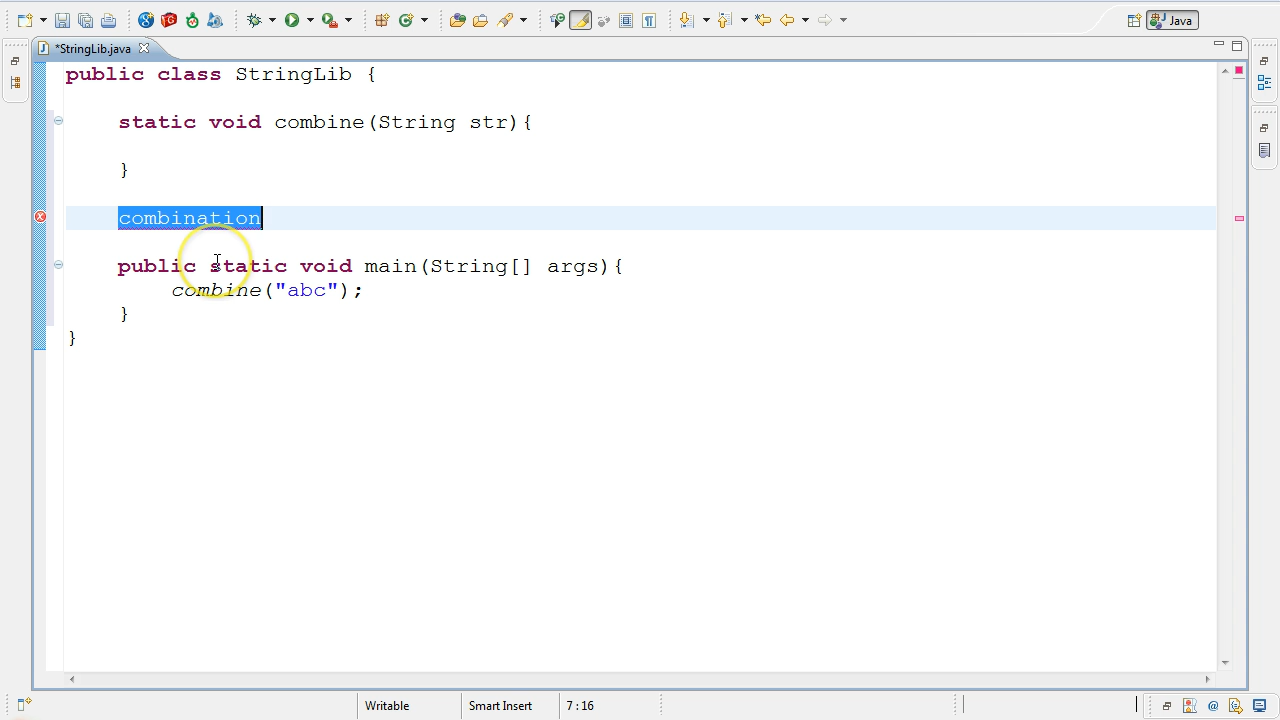 Java
*StringLib.java
public class StringLib {
static void combine(String str){
}
combination
public static void main(String[] args){
combine("abc");
}
}
Writable Smart Insert 7 : 16